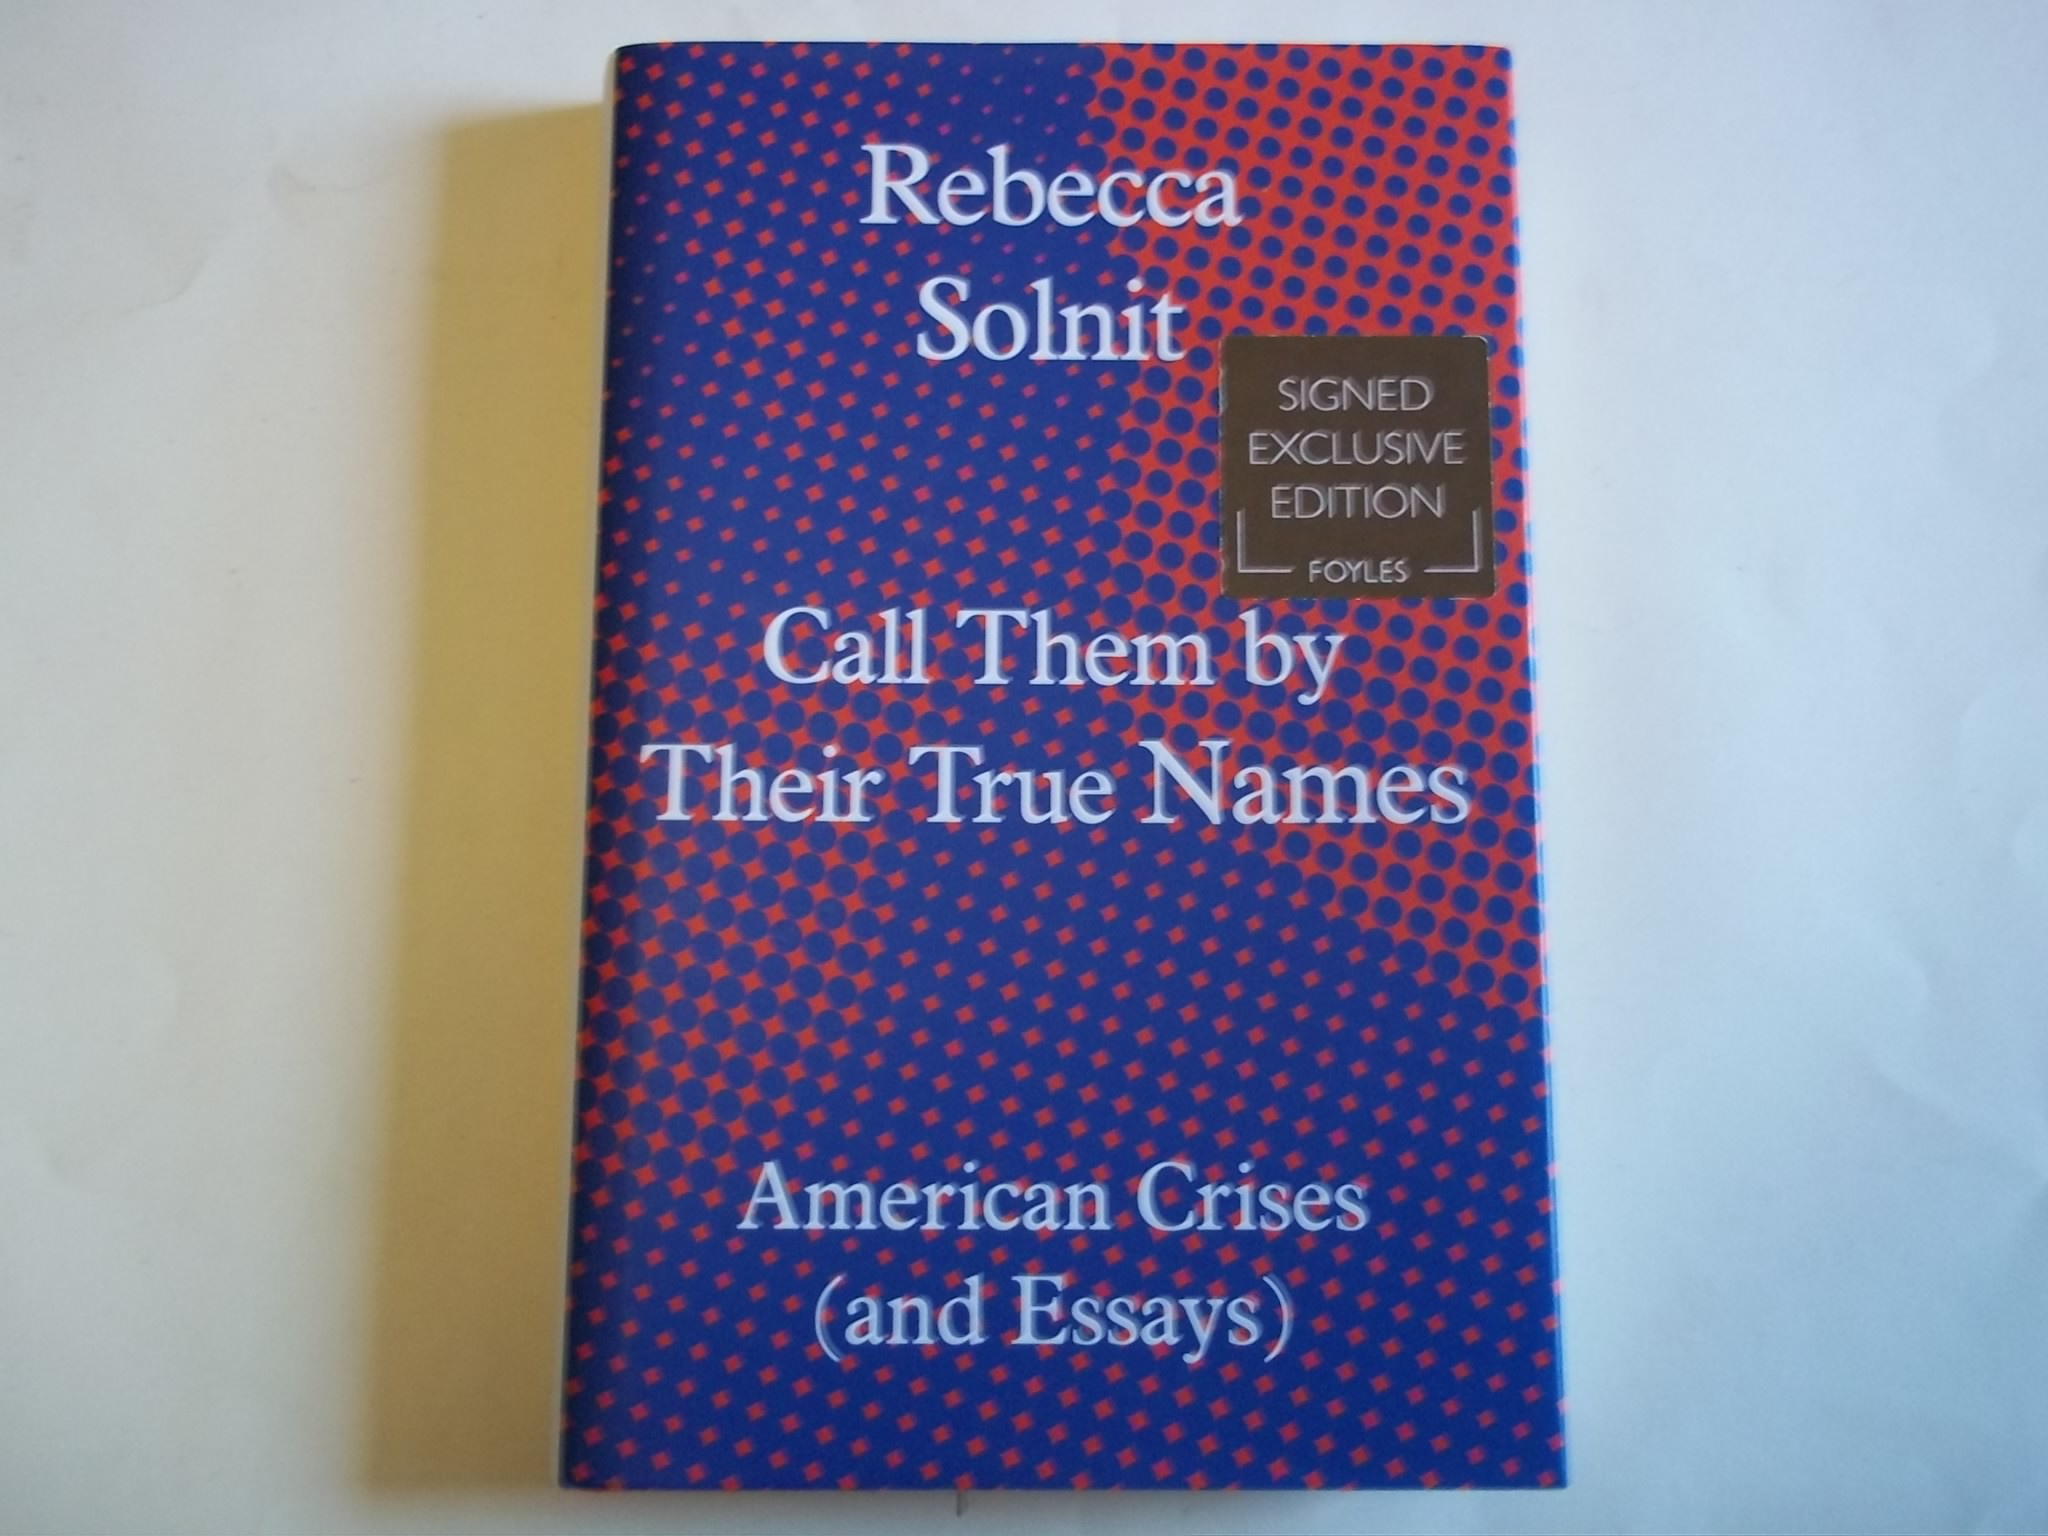 Rebecca
Solnit
SIGNED
EXCLUSIVE
EDITION
FOYLES
Call Them by
Their True Names
American Crises
(and Essays)